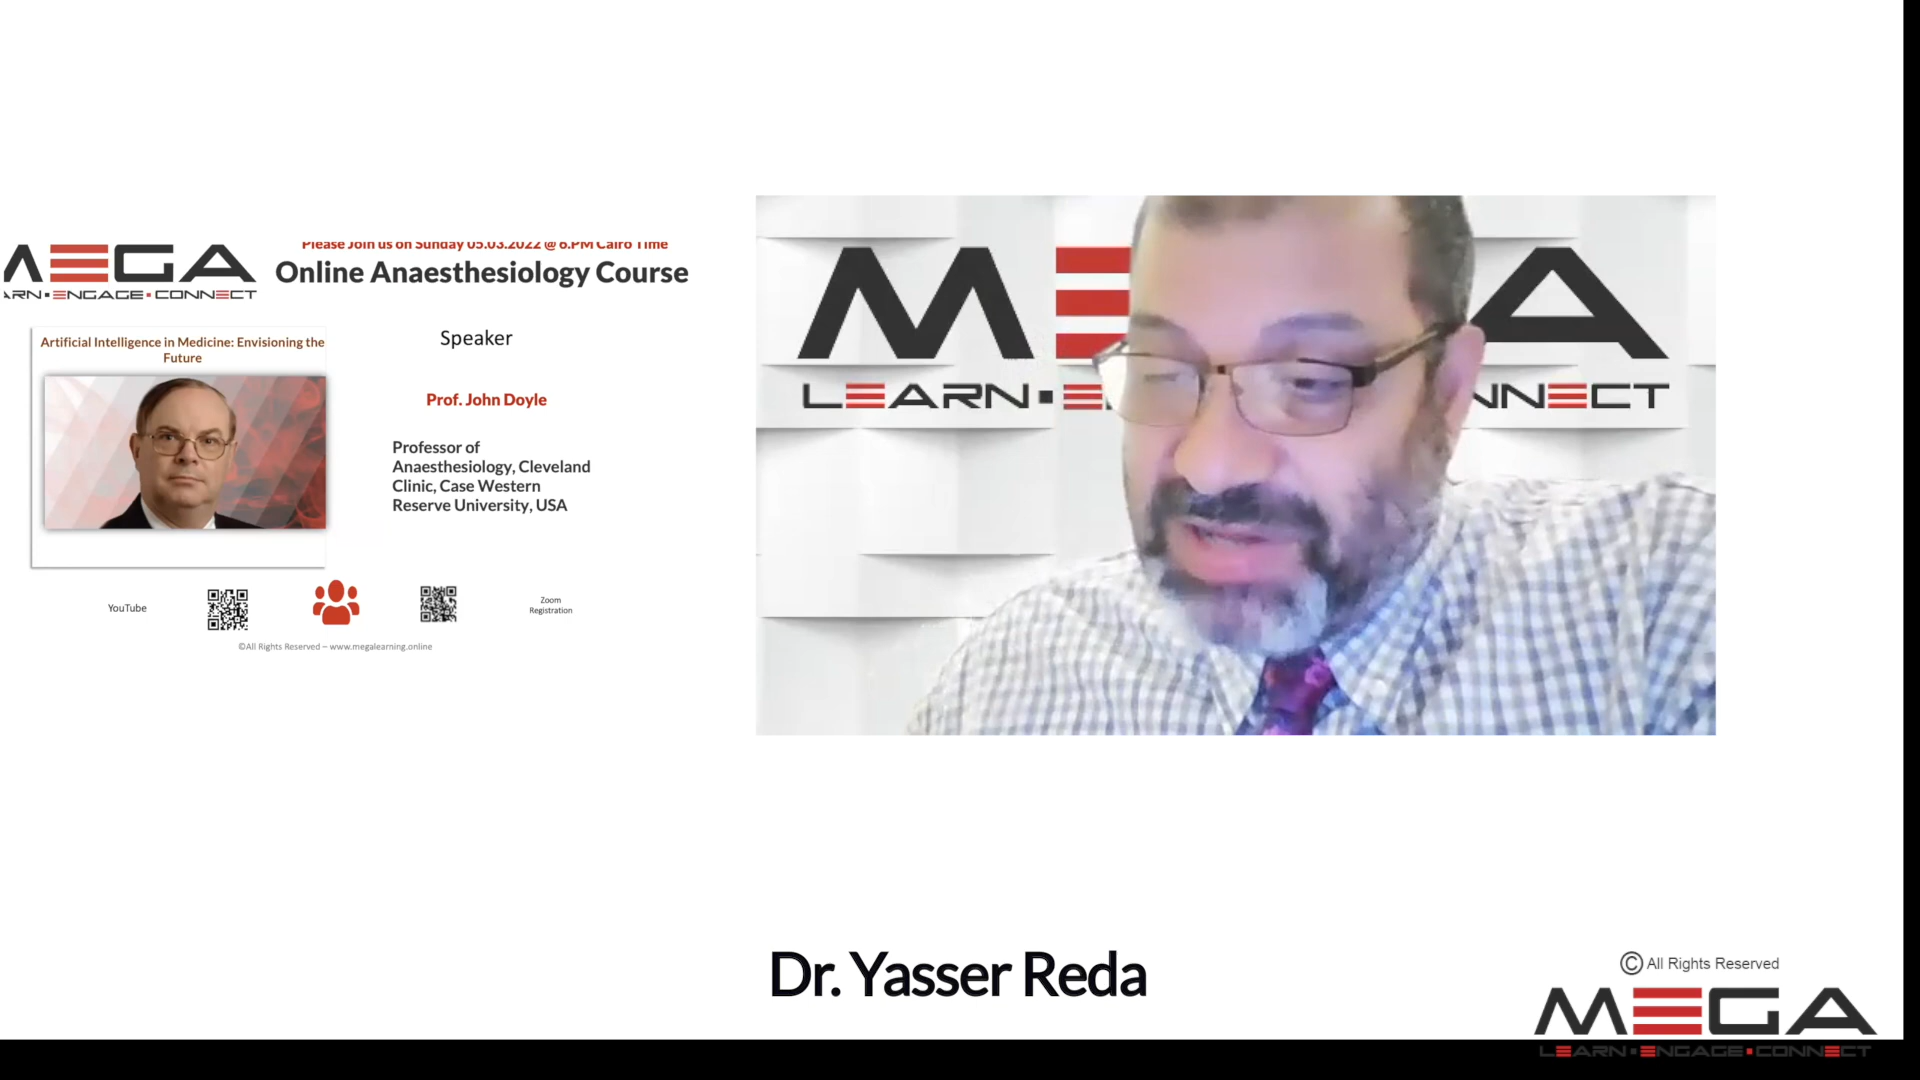 Please Join us on Sunday 05.03.2022 @ 6.PM Cairo Time
MEGA
Online Anaesthesiology Course
LEARN▪ENGAGE▪CONNECT
Artificial Intelligence in Medicine: Envisioning the
Future
Speaker
Prof. John Doyle
Professor of
Anaesthesiology, Cleveland
Clinic, Case Western
Reserve University, USA
YouTube
Zoom
Registration
©All Rights Reserved – www.megalearning.online
M E A
LEARN▪E NNECT
Dr. Yasser Reda
© All Rights Reserved
MEGA
LEARN▪ENGAGE▪CONNECT